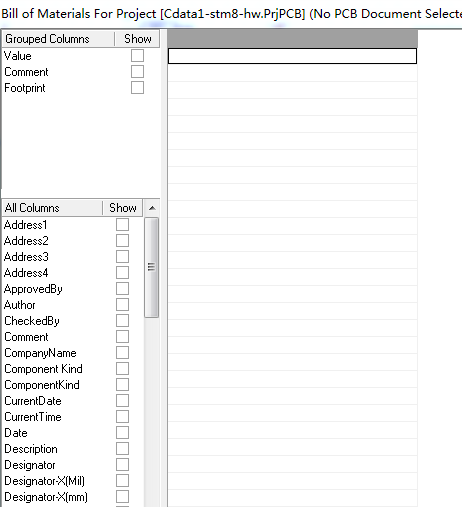 Bill of Materials For Project [Cdata1-stm8-hw.PrjPCB] (No PCB Document Selecte
Grouped Columns Show
Value
Comment
Footprint
All Columns Show
Address1
Address2
Address3
Address4
ApprovedBy
Author
CheckedBy
Comment
CompanyName
Component Kind
ComponentKind
CurrentDate
CurrentTime
Date
Description
Designator
Designator-X(Mil)
Designator-X(mm)